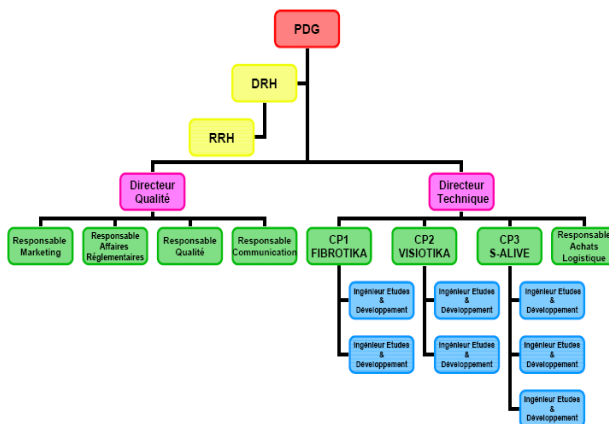 PDG
DRH
RRH
Directeur
Qualité
Directeur
Technique
Responsable
Marketing
Responsable
Affaires
Réglementaires
Responsable
Qualité
Responsable
Communication
CP1
FIBROTIKA
CP2
VISIOTIKA
CP3
S-ALIVE
Responsable
Achats
Logistique
Ingénieur Etudes
&
Développement
Ingénieur Etudes
&
Développement
Ingénieur Etudes
&
Développement
Ingénieur Etudes
&
Développement
Ingénieur Etudes
&
Développement
Ingénieur Etudes
&
Développement
Ingénieur Etudes
&
Développement